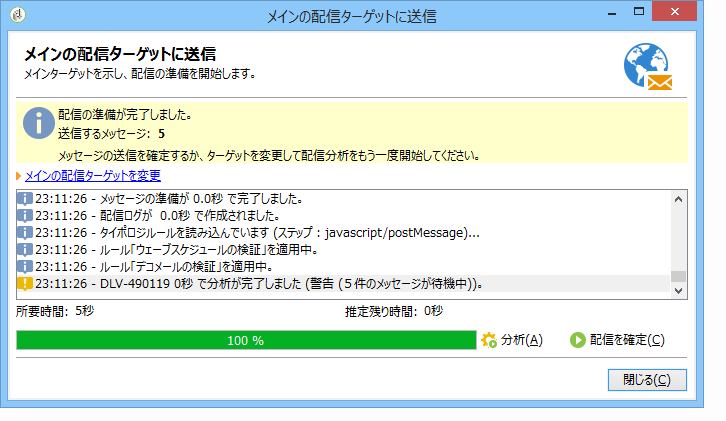 メインの配信ターゲットに送信
メインの配信ターゲットに送信
メインターゲットを示し、配信の準備を開始します。
配信の準備が完了しました。
送信するメッセージ: 5
メッセージの送信を確定するか、ターゲットを変更して配信分析をもう一度開始してください。
メインの配信ターゲットを変更
23:11:26 - メッセージの準備が 0.0秒 で完了しました。
23:11:26 - 配信ログが  0.0秒 で作成されました。
23:11:26 - タイポロジルールを読み込んでいます (ステップ : javascript/postMessage)...
23:11:26 - ルール「ウェーブスケジュールの検証」を適用中。
23:11:26 - ルール「デコメールの検証」を適用中。
23:11:26 - DLV-490119 0秒 で分析が完了しました (警告 (５件のメッセージが待機中))。
所要時間: 5秒 推定残り時間: 0秒
100 % 分析(A) 配信を確定(C)
閉じる(C)